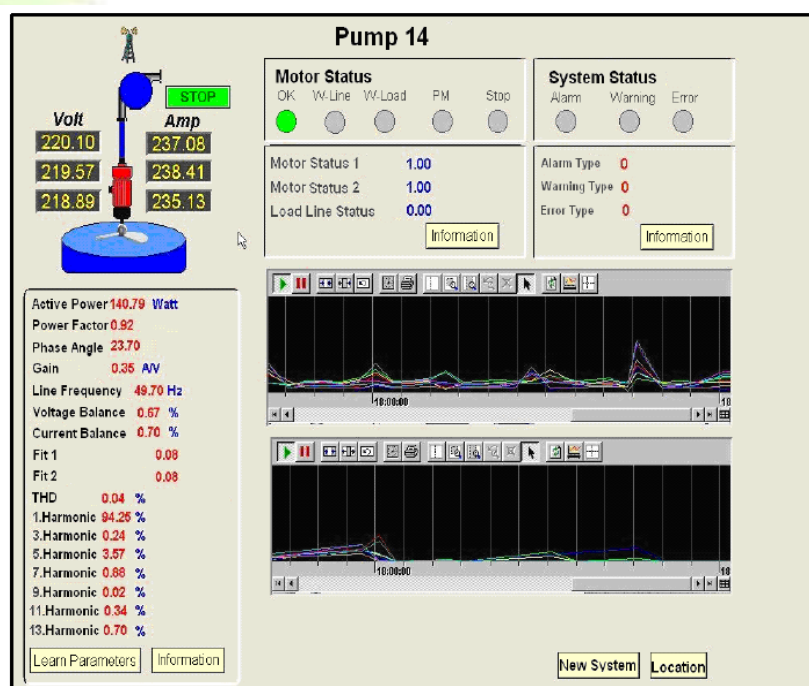 Pump 14
STOP
Volt
Amp
220.10
237.08
219.57
238.41
218.89
235.13
Motor Status
OK W-Line W-Load PM Stop
System Status
Alarm Warning Error
Motor Status 1 1.00
Motor Status 2 1.00
Load Line Status 0.00
Information
Alarm Type 0
Warning Type 0
Error Type 0
Information
Active Power 140.79 Watt
Power Factor 0.92
Phase Angle 23.70
Gain 0.35 A/V
Line Frequency 49.70 Hz
Voltage Balance 0.67 %
Current Balance 0.70 %
Fit 1 0.08
Fit 2 0.08
THD 0.04 %
1.Harmonic 94.25 %
3.Harmonic 0.24 %
5.Harmonic 3.57 %
7.Harmonic 0.88 %
9.Harmonic 0.02 %
11.Harmonic 0.34 %
13.Harmonic 0.70 %
Learn Parameters
Information
18:00:00
18
18:00:00
18
New System
Location